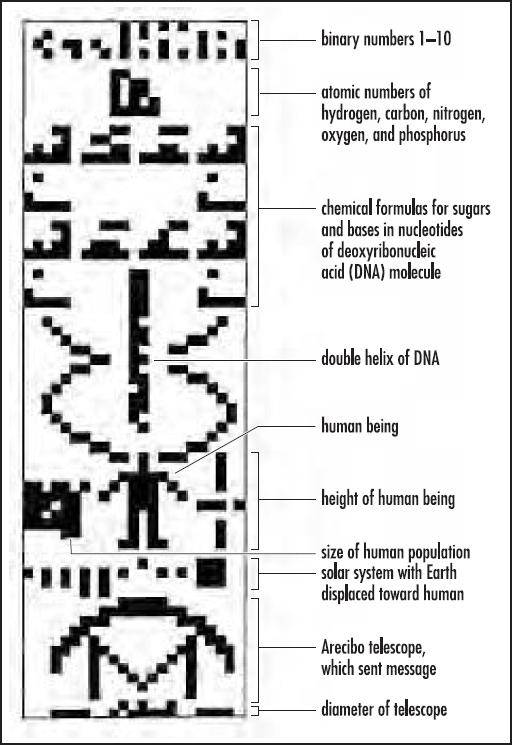 binary numbers 1–10
atomic numbers of
hydrogen, carbon, nitrogen,
oxygen, and phosphorus
chemical formulas for sugars
and bases in nucleotides
of deoxyribonucleic
acid (DNA) molecule
double helix of DNA
human being
height of human being
size of human population
solar system with Earth
displaced toward human
Arecibo telescope,
which sent message
diameter of telescope